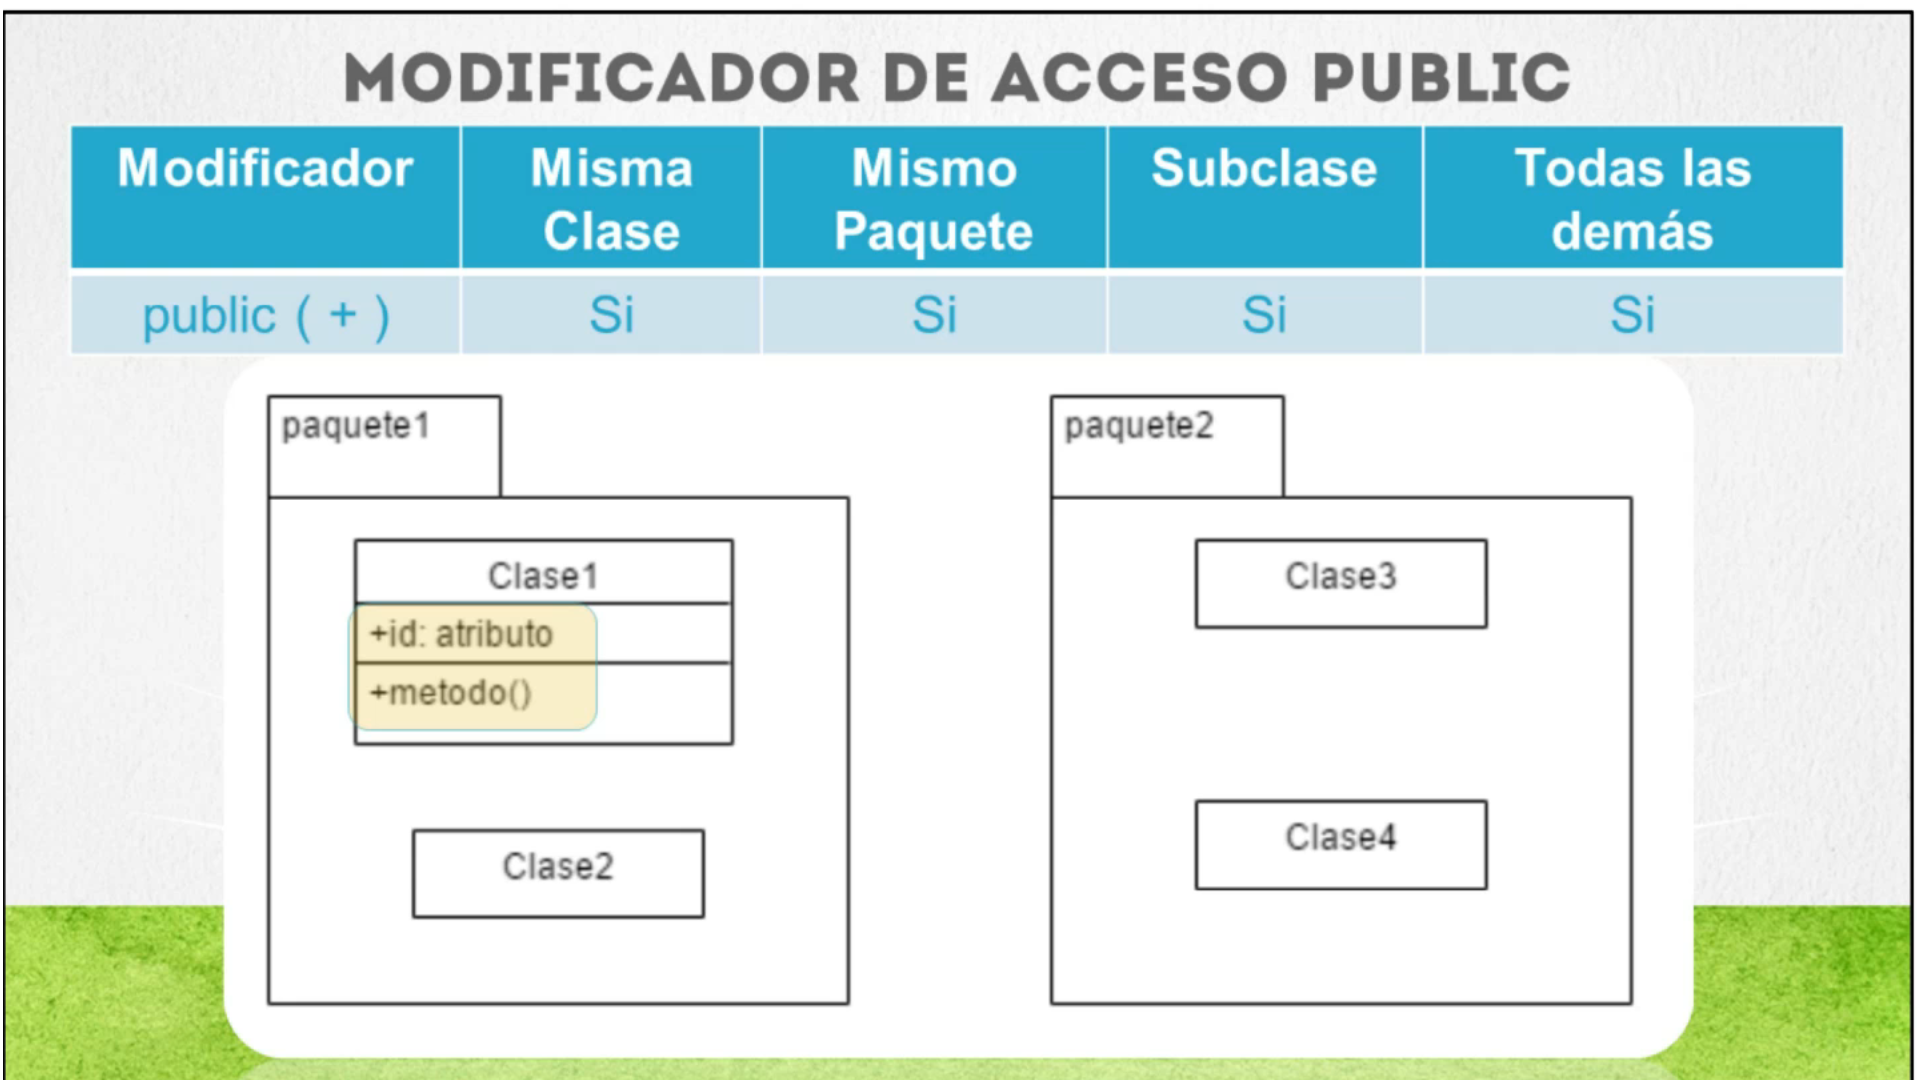 MODIFICADOR DE ACCESO PUBLIC
Modificador Misma Clase Mismo Paquete Subclase Todas las demás
public ( + ) Si Si Si Si
paquete1
Clase1
+id: atributo
+metodo()
Clase2
paquete2
Clase3
Clase4